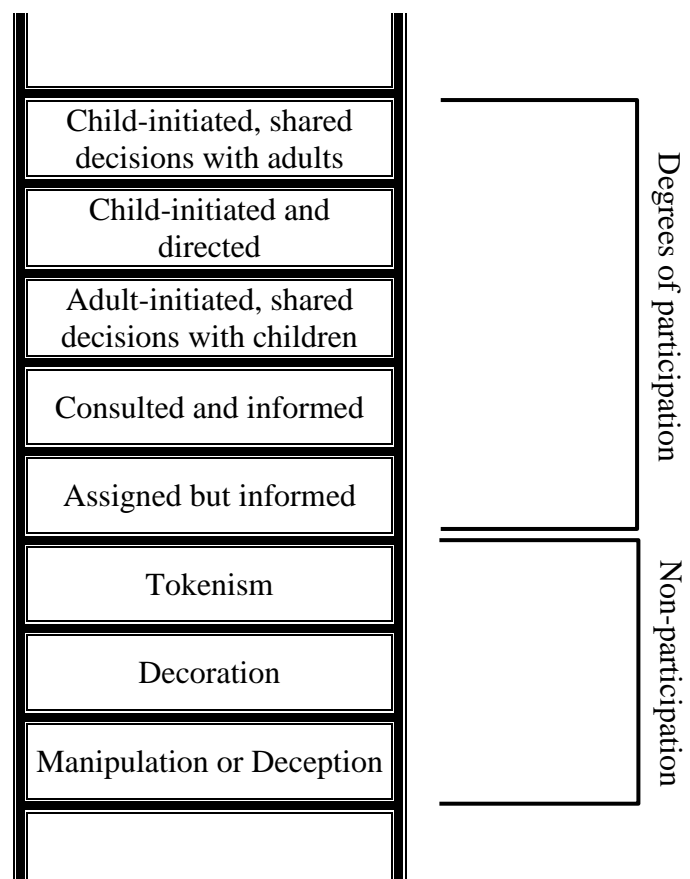 Child-initiated, shared
decisions with adults
Child-initiated and
directed
Adult-initiated, shared
decisions with children
Consulted and informed
Assigned but informed
Tokenism
Decoration
Manipulation or Deception
Degrees of participation
Non-participation